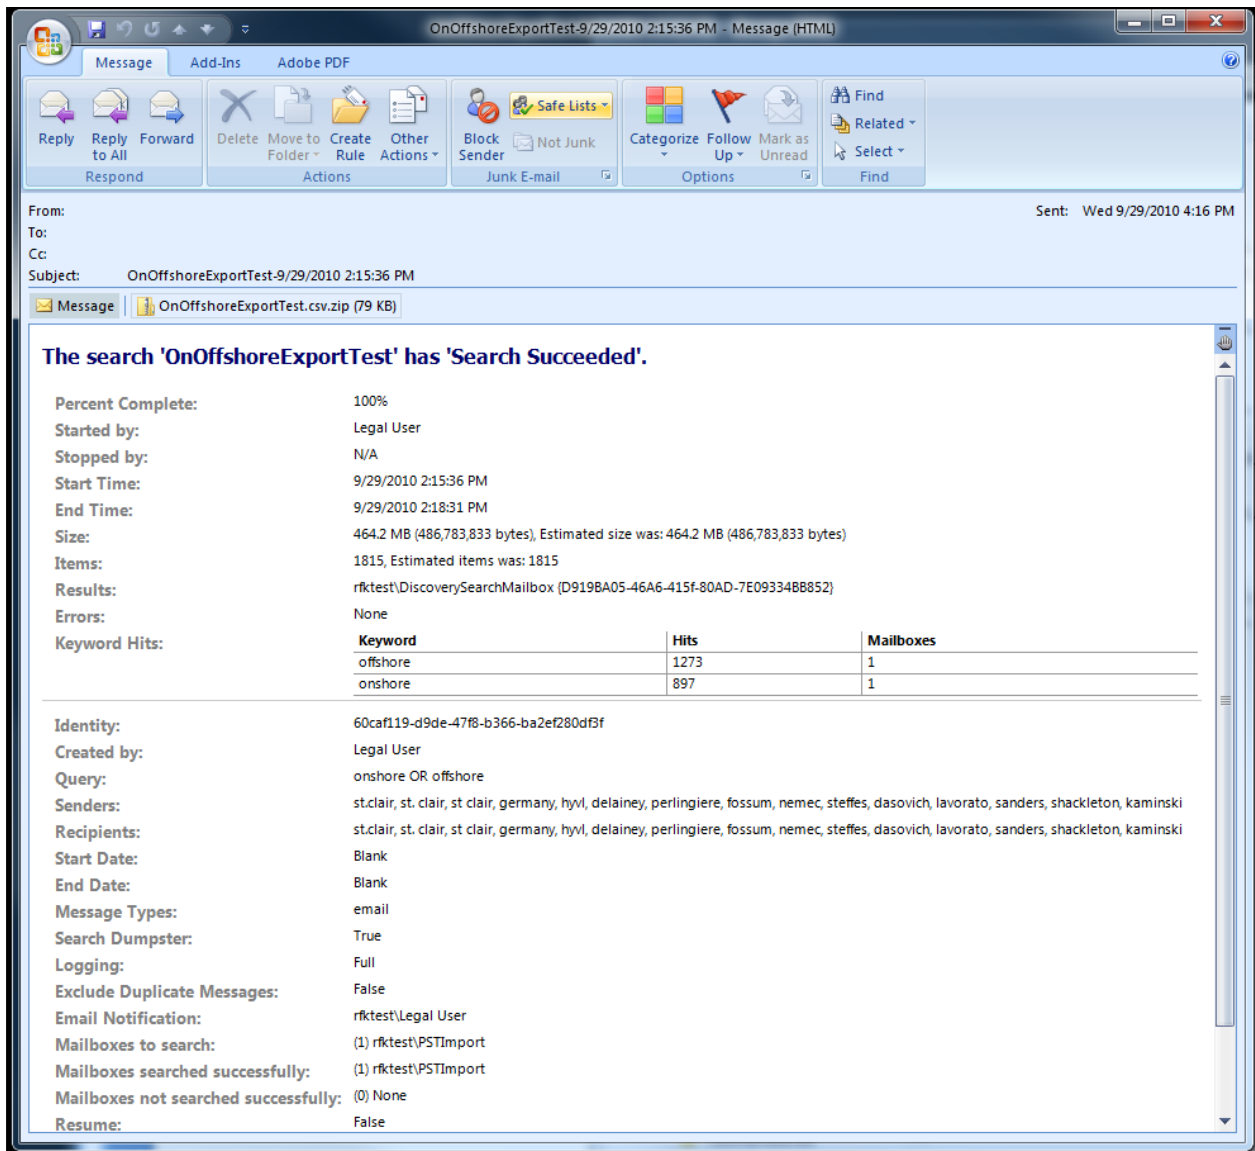 OnOffshoreExportTest-9/29/2010 2:15:36 PM - Message (HTML)
Message Add-Ins Adobe PDF
Reply Reply to All Forward
Respond
Delete Move to Folder Create Rule Other Actions
Actions
Block Sender Safe Lists Not Junk
Junk E-mail
Categorize Follow Up Mark as Unread
Options
Find Related Select
Find
From:
Sent: Wed 9/29/2010 4:16 PM
To:
Cc:
Subject: OnOffshoreExportTest-9/29/2010 2:15:36 PM
Message OnOffshoreExportTest.csv.zip (79 KB)
The search 'OnOffshoreExportTest' has 'Search Succeeded'.
Percent Complete: 100%
Started by: Legal User
Stopped by: N/A
Start Time: 9/29/2010 2:15:36 PM
End Time: 9/29/2010 2:18:31 PM
Size: 464.2 MB (486,783,833 bytes), Estimated size was: 464.2 MB (486,783,833 bytes)
Items: 1815, Estimated items was: 1815
Results: rfktest\DiscoverySearchMailbox {D919BA05-46A6-415f-80AD-7E09334BB852}
Errors: None
Keyword Hits: Keyword Hits Mailboxes
offshore 1273 1
onshore 897 1
Identity: 60caf119-d9de-47f8-b366-ba2ef280df3f
Created by: Legal User
Query: onshore OR offshore
Senders: st.clair, st. clair, st clair, germany, hyvl, delainey, perlingiere, fossum, nemec, steffes, dasovich, lavorato, sanders, shackleton, kaminski
Recipients: st.clair, st. clair, st clair, germany, hyvl, delainey, perlingiere, fossum, nemec, steffes, dasovich, lavorato, sanders, shackleton, kaminski
Start Date: Blank
End Date: Blank
Message Types: email
Search Dumpster: True
Logging: Full
Exclude Duplicate Messages: False
Email Notification: rfktest\Legal User
Mailboxes to search: (1) rfktest\PSTImport
Mailboxes searched successfully: (1) rfktest\PSTImport
Mailboxes not searched successfully: (0) None
Resume: False